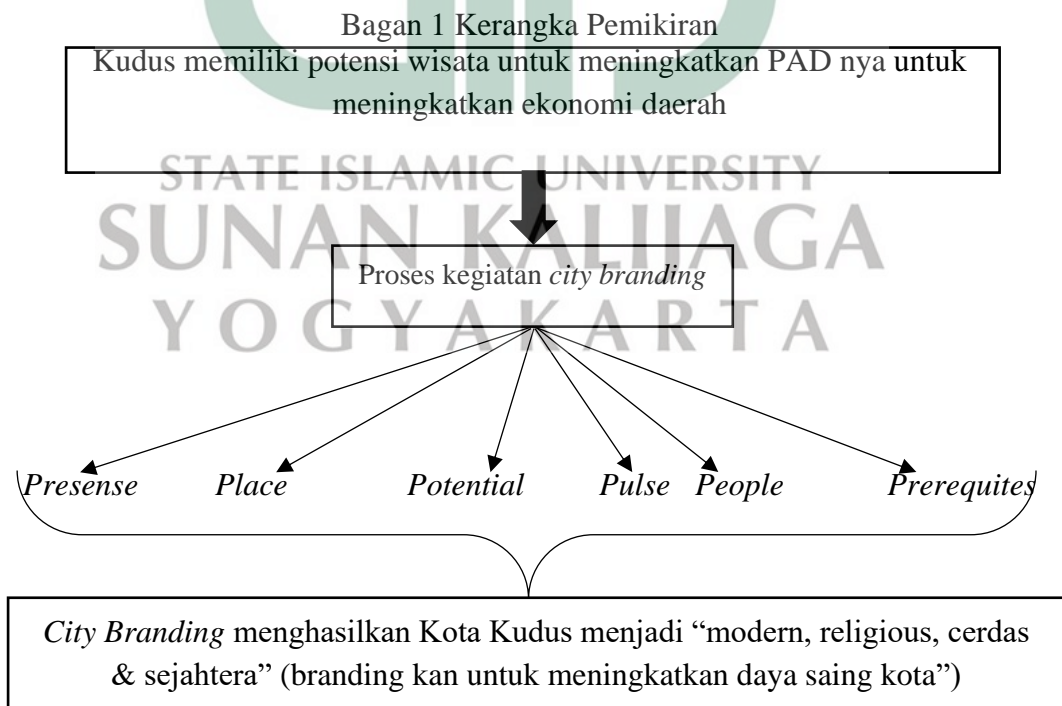 Bagan 1 Kerangka Pemikiran
Kudus memiliki potensi wisata untuk meningkatkan PAD nya untuk
meningkatkan ekonomi daerah
STATE ISLAMIC UNIVERSITY
SUNAN KALIJAGA
Proses kegiatan city branding
YOGYAKARTA
Presense Place Potential Pulse People Prerequites
City Branding menghasilkan Kota Kudus menjadi “modern, religious, cerdas
& sejahtera” (branding kan untuk meningkatkan daya saing kota”)